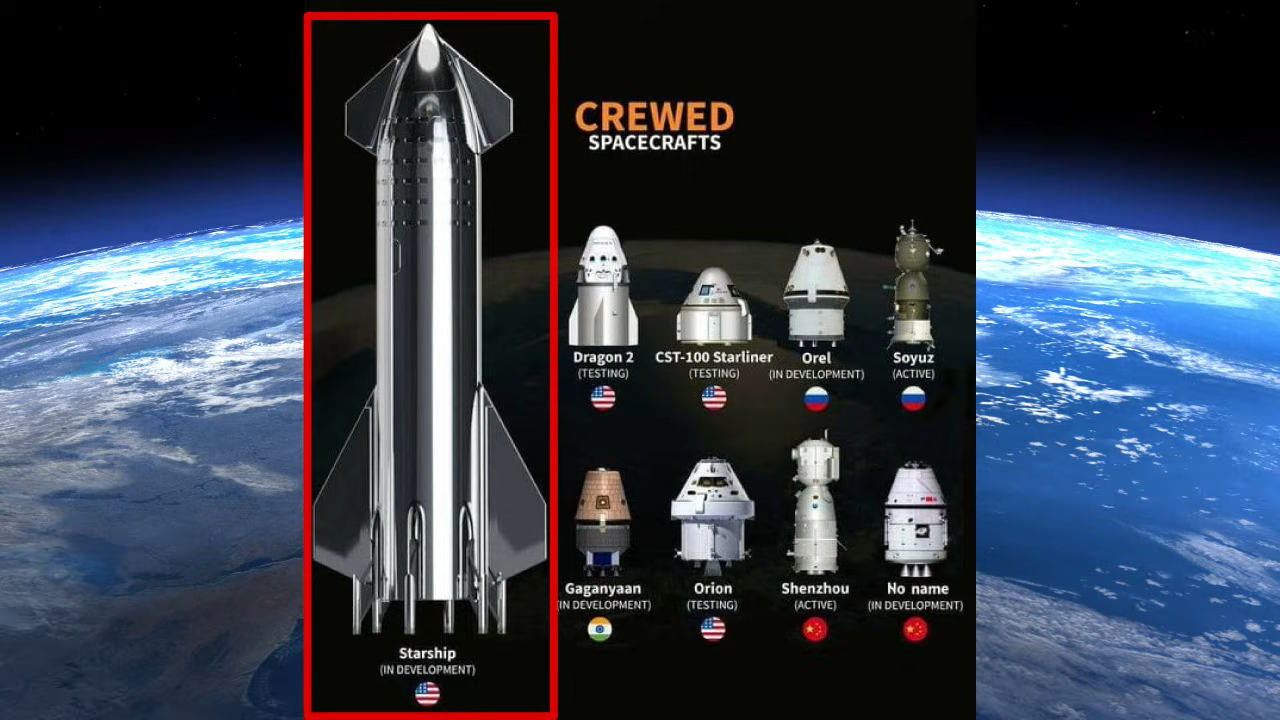 CREWED
SPACECRAFTS
Dragon 2
(TESTING)
CST-100 Starliner
(TESTING)
Orel
(IN DEVELOPMENT)
Soyuz
(ACTIVE)
Gaganyaan
(IN DEVELOPMENT)
Orion
(TESTING)
Shenzhou
(ACTIVE)
No name
(IN DEVELOPMENT)
Starship
(IN DEVELOPMENT)